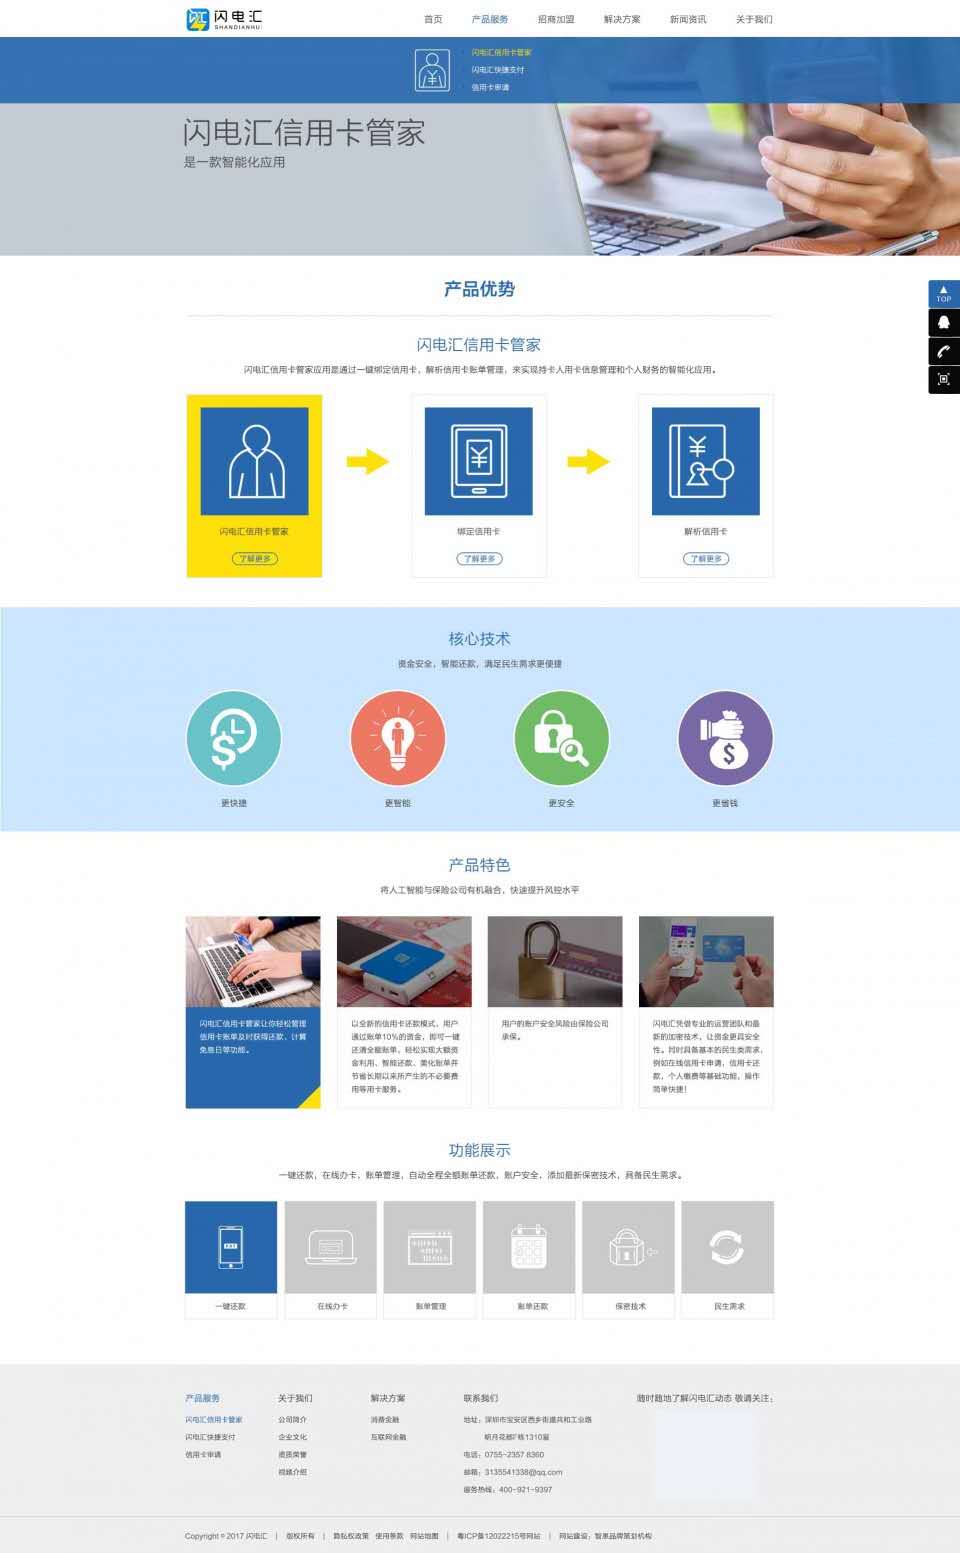 闪电汇
SHANDIANHUI
首页 产品服务 招商加盟 解决方案 新闻资讯 关于我们
闪电汇信用卡管家
闪电汇快捷支付
信用卡申请
闪电汇信用卡管家
是一款智能化应用
TOP
产品优势
闪电汇信用卡管家
闪电汇信用卡管家应用是通过一键绑定信用卡，解析信用卡账单管理，来实现持卡人用卡信息管理和个人财务的智能化应用。
闪电汇信用卡管家 绑定信用卡 解析信用卡
了解更多 了解更多 了解更多
核心技术
资金安全，智能还款，满足民生需求更便捷
更快捷 更智能 更安全 更省钱
产品特色
将人工智能与保险公司有机融合，快速提升风控水平
闪电汇信用卡管家让你轻松管理
信用卡账单及时获得还款、计算
免息日等功能。
以全新的信用卡还款模式，用户
通过账单10%的资金，即可一键
还清全额账单，轻松实现大额资
金利用、智能还款、美化账单并
节省长期以来所产生的不必要费
用等用卡服务。
用户的账户安全风险由保险公司
承保。
闪电汇凭借专业的运营团队和最
新的加密技术，让资金更具安全
性。同时具备基本的民生类需求，
例如在线信用卡申请，信用卡还
款，个人缴费等基础功能，操作
简单快捷！
功能展示
一键还款，在线办卡，账单管理，自动全程全额账单还款，账户安全，添加最新保密技术，具备民生需求。
PAY
一键还款 在线办卡 账单管理 账单还款 保密技术 民生需求
产品服务
闪电汇信用卡管家
闪电汇快捷支付
信用卡申请
关于我们
公司简介
企业文化
资质荣誉
视频介绍
解决方案
消费金融
互联网金融
联系我们
地址：深圳市宝安区西乡街道共和工业路
明月花都F栋1310室
电话：0755-2357 8360
邮箱：3135541338@qq.com
服务热线：400-921-9397
随时随地了解闪电汇动态 敬请关注：
Copyright © 2017 闪电汇 | 版权所有 | 隐私权政策 使用条款 网站地图 | 粤ICP备12022215号网站 | 网站建设：智惠品牌策划机构